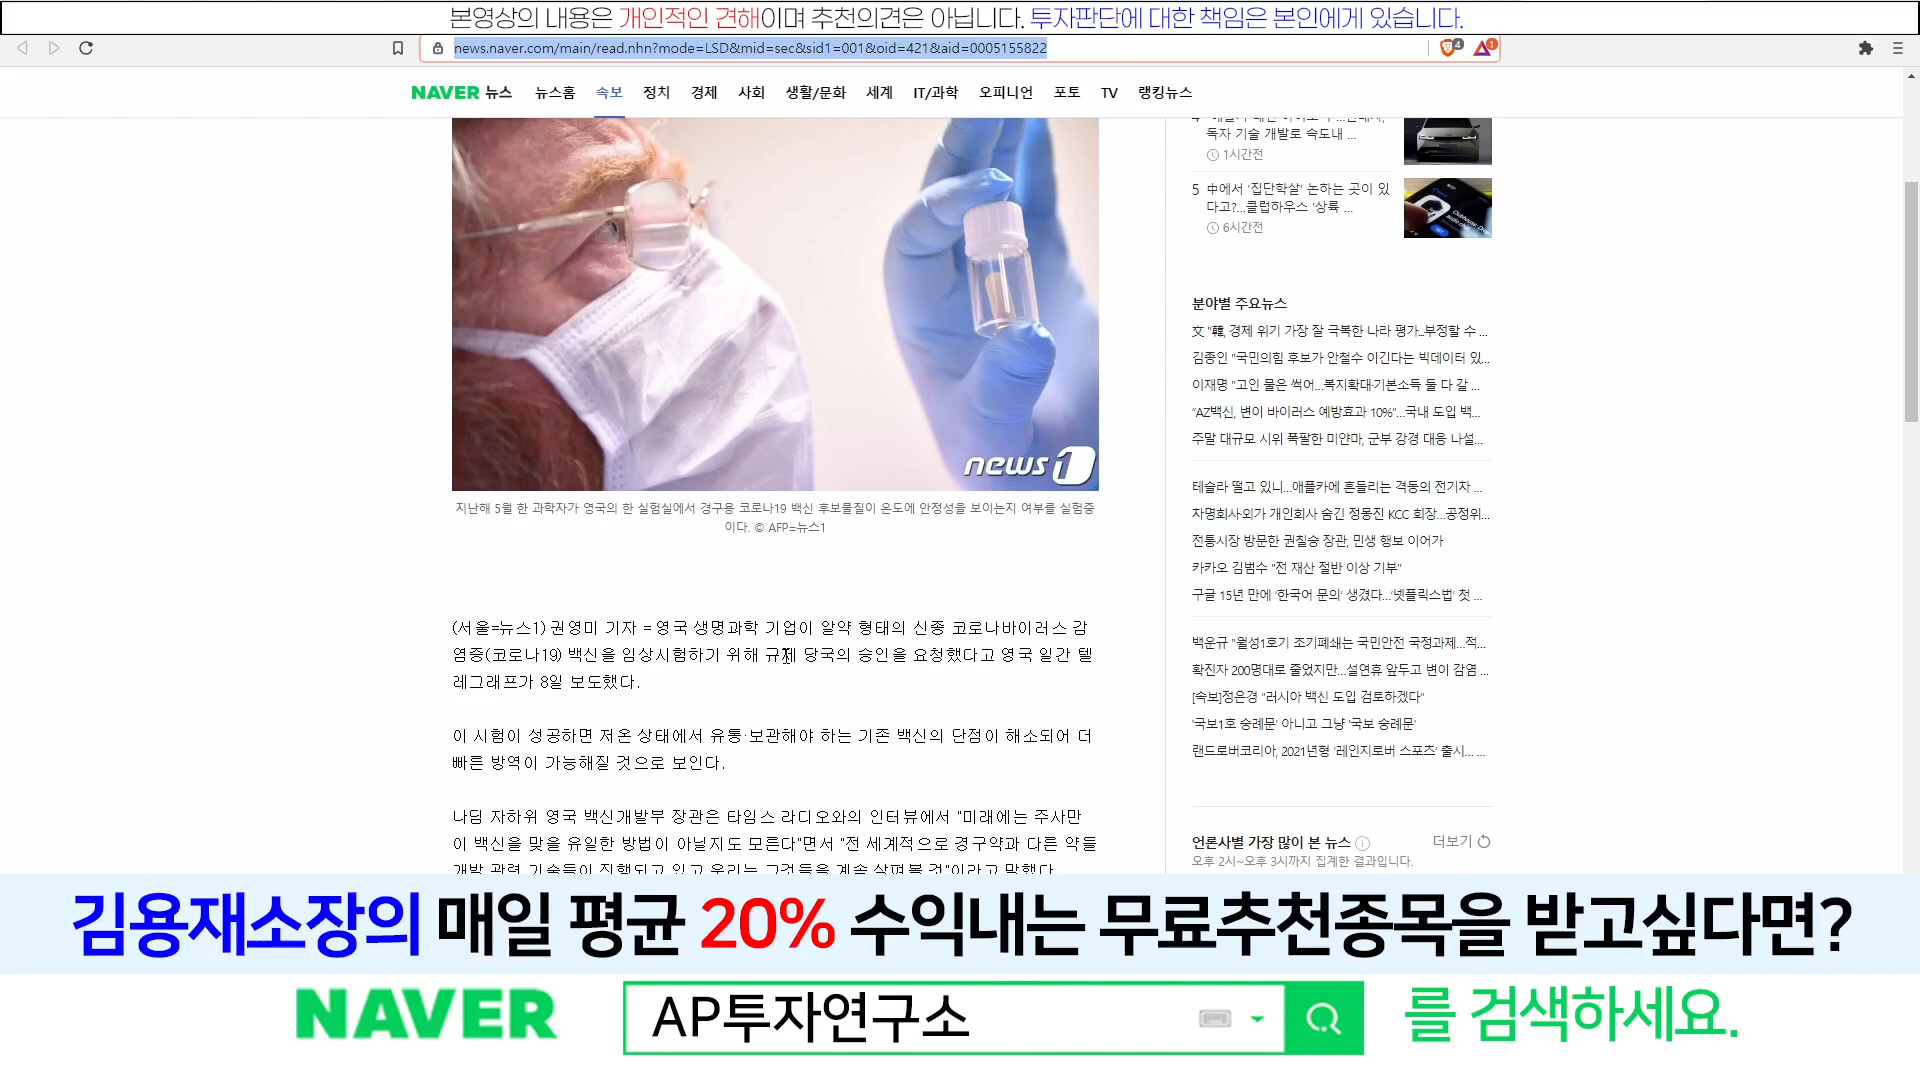 본영상의 내용은 개인적인 견해이며 추천의견은 아닙니다. 투자판단에 대한 책임은 본인에게 있습니다.
news.naver.com/main/read.nhn?mode=LSD&mid=sec&sid1=001&oid=421&aid=0005155822
4
1
NAVER 뉴스 뉴스홈 속보 정치 경제 사회 생활/문화 세계 IT/과학 오피니언 포토 TV 랭킹뉴스
독자 기술 개발로 속도내 ...
1시간전
5 中에서 '집단학살' 논하는 곳이 있
다고?...클럽하우스 '상륙 ...
6시간전
news1
지난해 5월 한 과학자가 영국의 한 실험실에서 경구용 코로나19 백신 후보물질이 온도에 안정성을 보이는지 여부를 실험중
이다. © AFP=뉴스1
(서울=뉴스1) 권영미 기자 = 영국 생명과학 기업이 알약 형태의 신종 코로나바이러스 감
염증(코로나19) 백신을 임상시험하기 위해 규제 당국의 승인을 요청했다고 영국 일간 텔
레그래프가 8일 보도했다.
이 시험이 성공하면 저온 상태에서 유통·보관해야 하는 기존 백신의 단점이 해소되어 더
빠른 방역이 가능해질 것으로 보인다.
나딤 자하위 영국 백신개발부 장관은 타임스 라디오와의 인터뷰에서 "미래에는 주사만
이 백신을 맞을 유일한 방법이 아닐지도 모른다"면서 "전 세계적으로 경구약과 다른 약들
개발 관련 기술들이 진행되고 있고 우리는 그것들을 계속 살펴볼 것"이라고 말했다.
분야별 주요뉴스
文 "韓, 경제 위기 가장 잘 극복한 나라 평가...부정할 수 ...
김종인 "국민의힘 후보가 안철수 이긴다는 빅데이터 있...
이재명 "고인 물은 썩어...복지확대·기본소득 둘 다 갈 ...
"AZ백신, 변이 바이러스 예방효과 10%"...국내 도입 백...
주말 대규모 시위 폭팔한 미얀마, 군부 강경 대응 나설...
테슬라 떨고 있니...애플카에 흔들리는 격동의 전기차 ...
차명회사·외가 개인회사 숨긴 정몽진 KCC 회장...공정위...
전통시장 방문한 권칠승 장관, 민생 행보 이어가
카카오 김범수 "전 재산 절반 이상 기부"
구글 15년 만에 '한국어 문의' 생겼다...'넷플릭스법' 첫 ...
백운규 "월성1호기 조기폐쇄는 국민안전 국정과제...적...
확진자 200명대로 줄었지만...설연휴 앞두고 변이 감염 ...
[속보]정은경 "러시아 백신 도입 검토하겠다"
'국보1호 숭례문' 아니고 그냥 '국보 숭례문'
랜드로버코리아, 2021년형 '레인지로버 스포츠' 출시... ...
언론사별 가장 많이 본 뉴스 더보기
오후 2시~오후 3시까지 집계한 결과입니다.
김용재소장의 매일 평균 20% 수익내는 무료추천종목을 받고싶다면?
NAVER AP투자연구소 를 검색하세요.